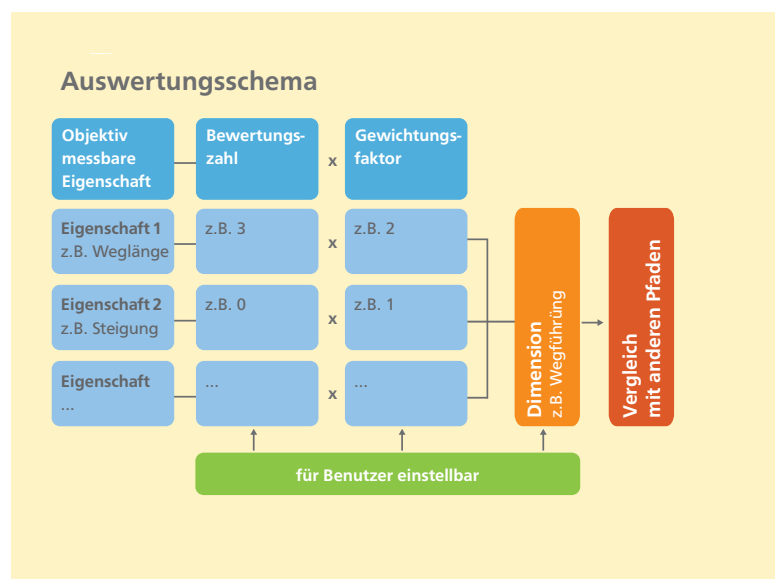 Auswertungsschema
Objektiv
messbare
Eigenschaft
Bewertungs-
zahl
x
Gewichtungs-
faktor
Eigenschaft 1
z.B. Weglänge
z.B. 3
x
z.B. 2
Eigenschaft 2
z.B. Steigung
z.B. 0
x
z.B. 1
Eigenschaft
...
...
x
...
Dimension
z.B. Wegführung
Vergleich
mit anderen Pfaden
für Benutzer einstellbar